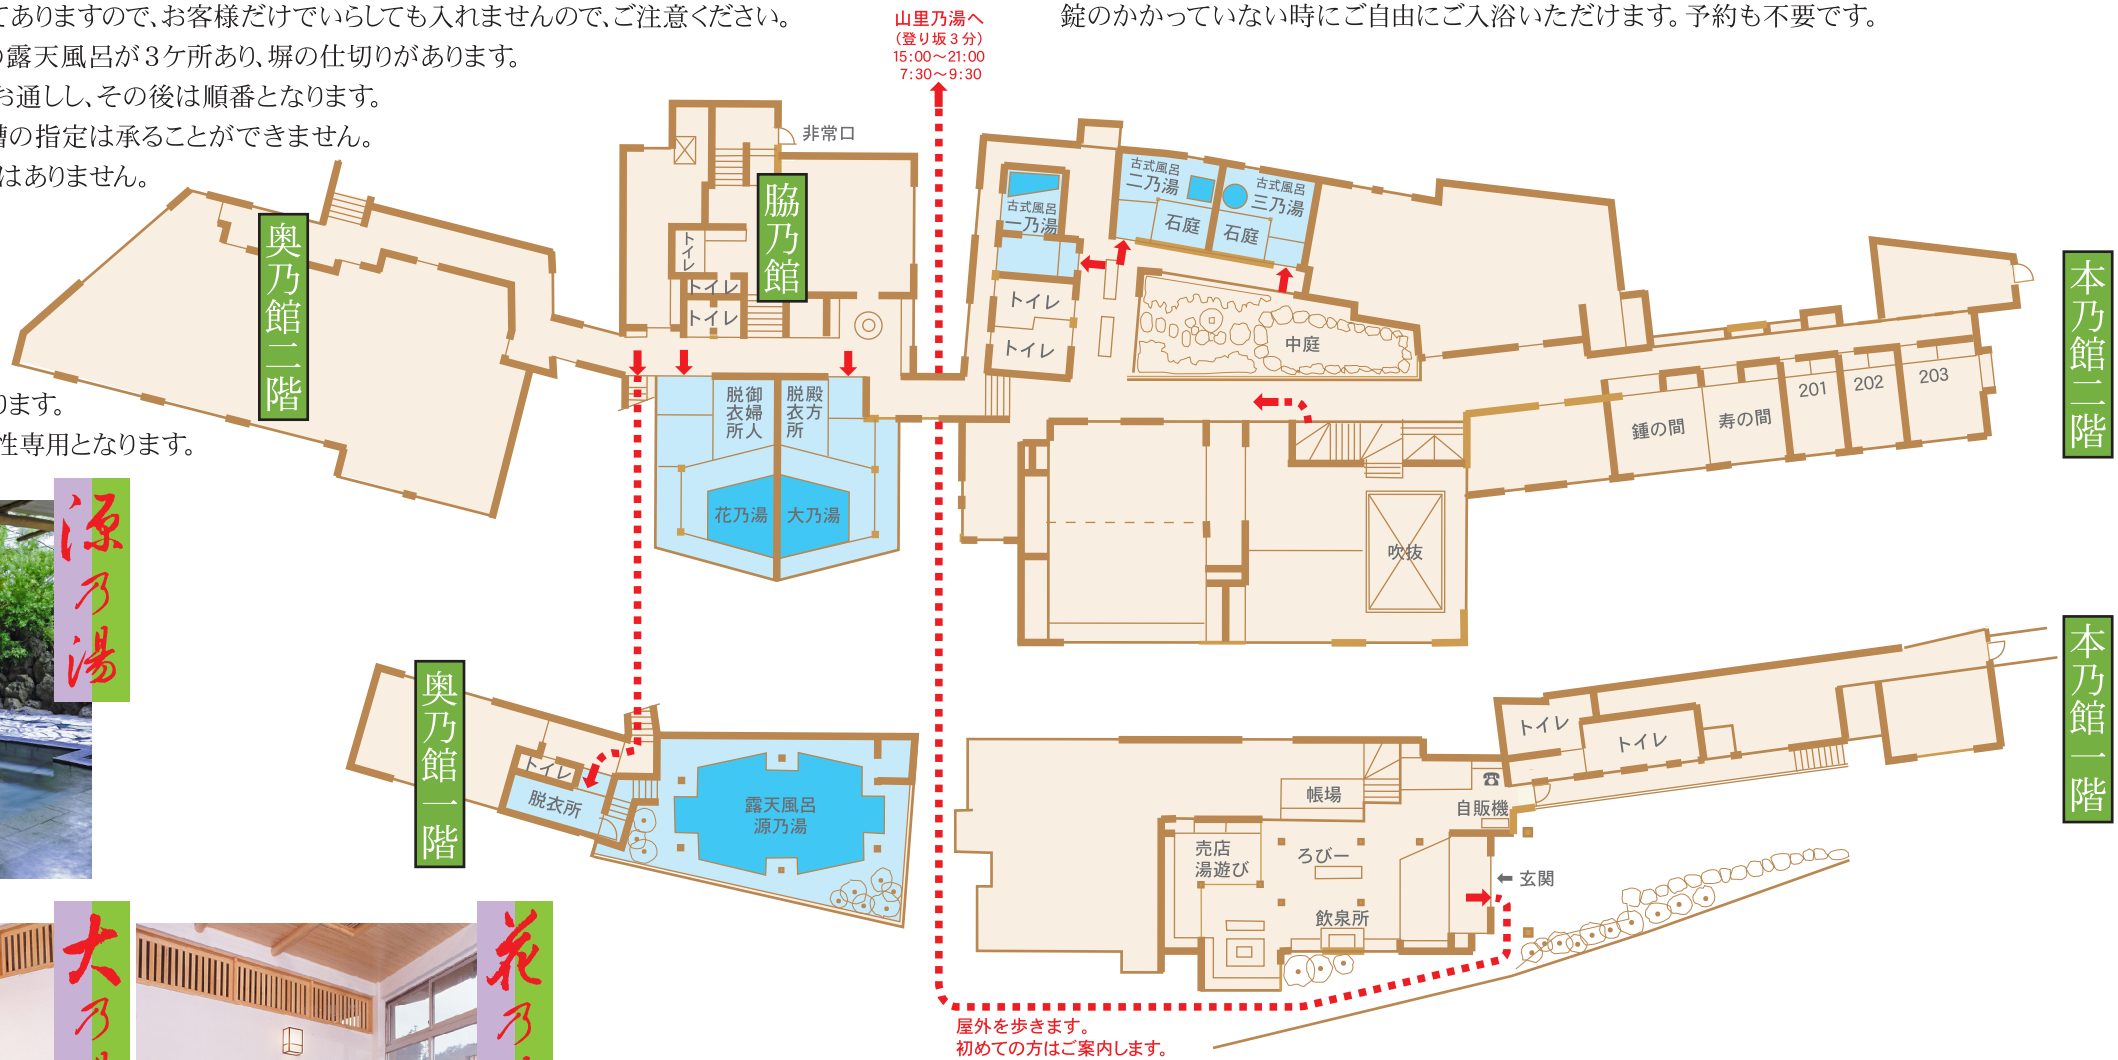 てありますので、お客様だけでいらしても入れませんので、ご注意ください。
の露天風呂が３ケ所あり、塀の仕切りがあります。
お通しし、その後は順番となります。
槽の指定は承ることができません。
はありません。
ります。
性専用となります。
錠のかかっていない時にご自由にご入浴いただけます。予約も不要です。
山里乃湯へ
（登り坂３分）
15:00〜21:00
7:30〜9:30
奥乃館二階
脇乃館
非常口
トイレ
トイレ
トイレ
御婦人脱衣所
殿方脱衣所
花乃湯
大乃湯
古式風呂
一乃湯
古式風呂
二乃湯
石庭
古式風呂
三乃湯
石庭
トイレ
トイレ
中庭
吹抜
鍾の間
寿の間
201
202
203
本乃館二階
源乃湯
奥乃館一階
トイレ
脱衣所
露天風呂
源乃湯
帳場
☎
自販機
売店
湯遊び
ろびー
飲泉所
玄関
トイレ
トイレ
本乃館一階
屋外を歩きます。
初めての方はご案内します。
大乃
花乃